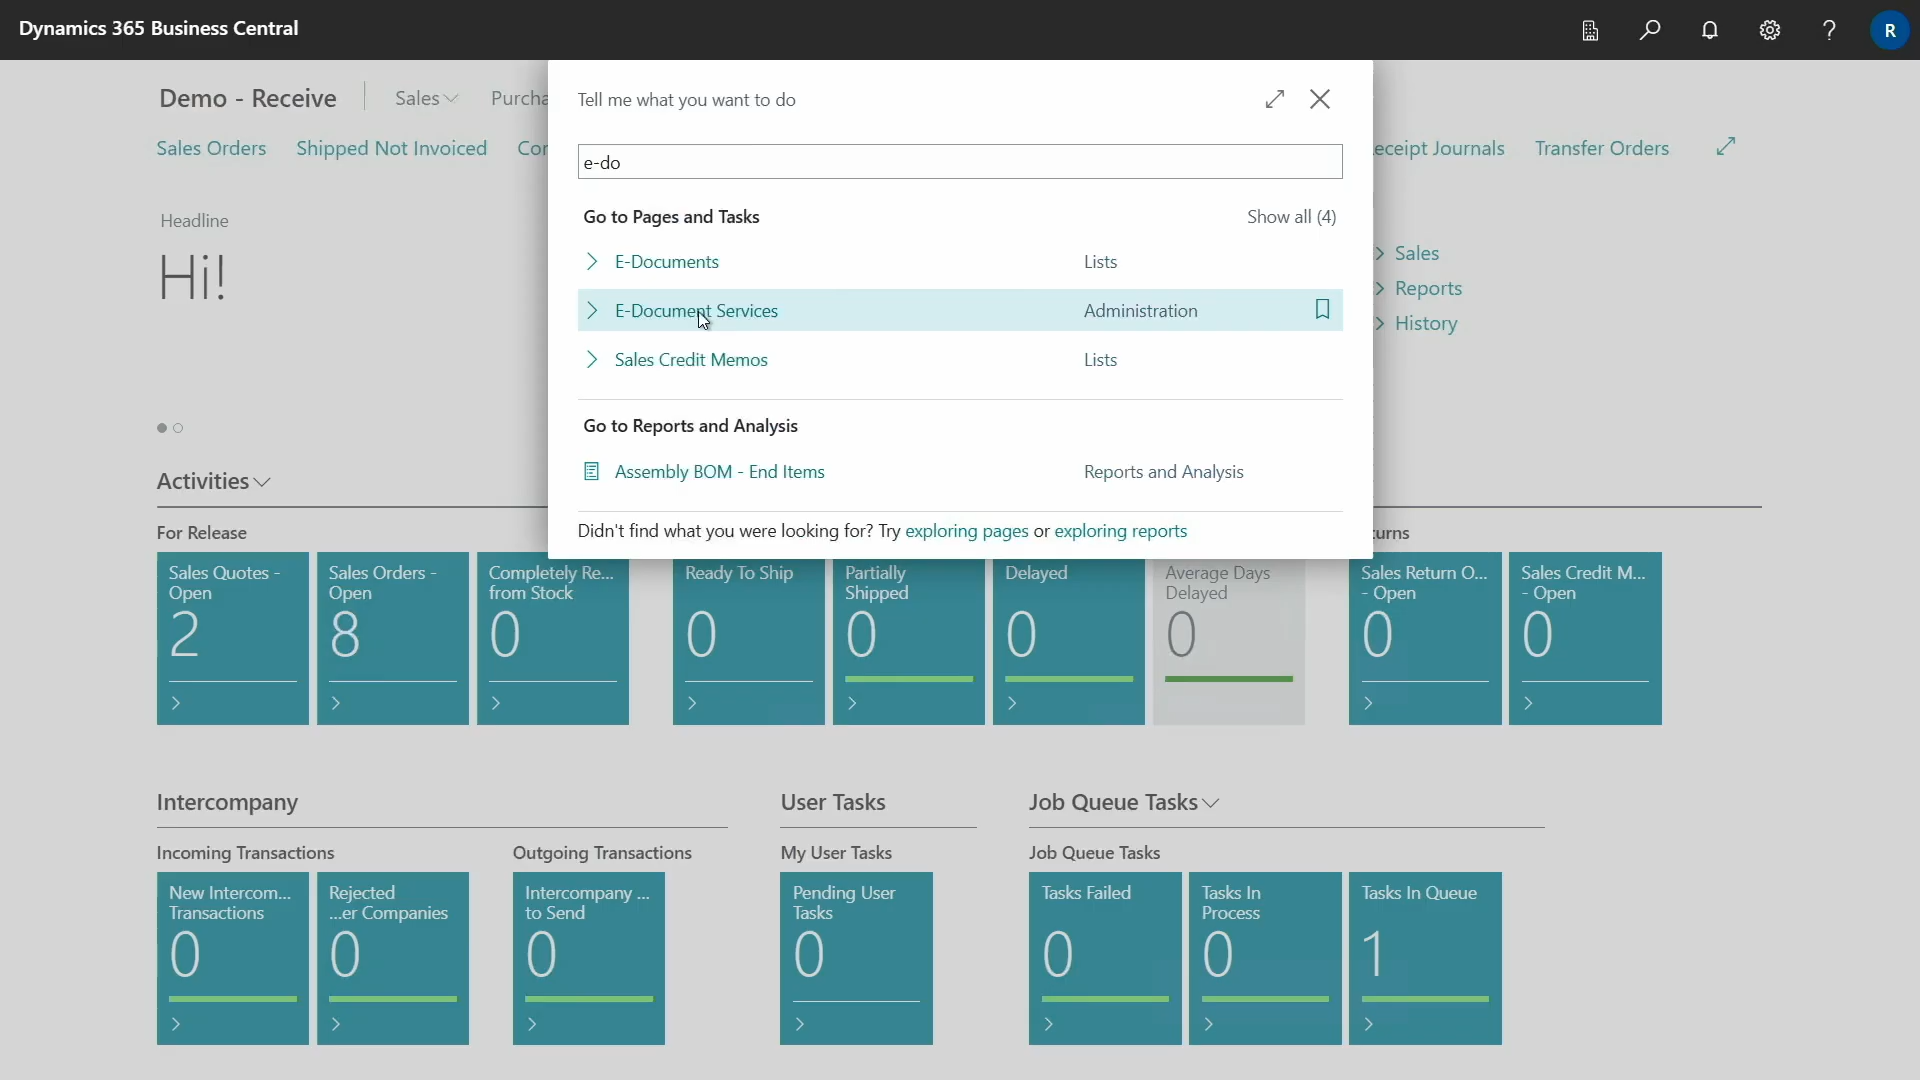 Dynamics 365 Business Central
R
Demo - Receive
Sales
Purcha
Sales Orders
Shipped Not Invoiced
Cor
eceipt Journals
Transfer Orders
Tell me what you want to do
e-do
Go to Pages and Tasks
Show all (4)
E-Documents
Lists
E-Document Services
Administration
Sales Credit Memos
Lists
Go to Reports and Analysis
Assembly BOM - End Items
Reports and Analysis
Didn't find what you were looking for? Try exploring pages or exploring reports
Headline
Hi!
Sales
Reports
History
Activities
For Release
urns
Sales Quotes -
Open
2
Sales Orders -
Open
8
Completely Re...
from Stock
0
Ready To Ship
0
Partially
Shipped
0
Delayed
0
Average Days
Delayed
0
Sales Return O...
- Open
0
Sales Credit M...
- Open
0
Intercompany
User Tasks
Job Queue Tasks
Incoming Transactions
Outgoing Transactions
My User Tasks
Job Queue Tasks
New Intercom...
Transactions
0
Rejected
...er Companies
0
Intercompany ...
to Send
0
Pending User
Tasks
0
Tasks Failed
0
Tasks In
Process
0
Tasks In Queue
1